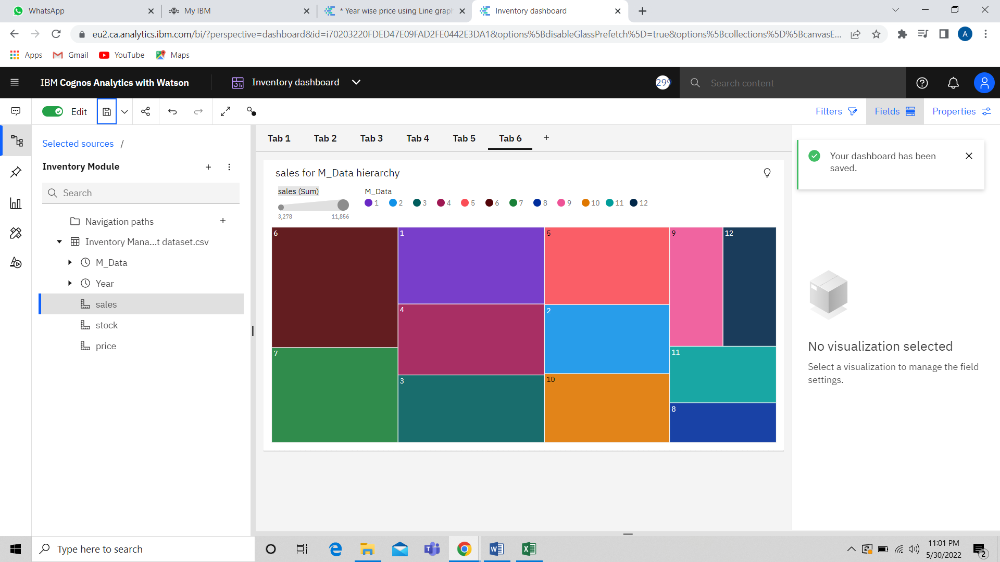 WhatsApp
My IBM
* Year wise price using Line grap
Inventory dashboard
eu2.ca.analytics.ibm.com/bi/?perspective=dashboard&id=i70203220FDED47E09FAD2FE0442E3DA1&options%5BdisableGlassPrefetch%5D=true&options%5Bcollections%5D%5BcanvasE...
A
Apps
Gmail
YouTube
Maps
IBM Cognos Analytics with Watson
Inventory dashboard
299
Search content
Edit
Filters
Fields
Properties
Selected sources /
Inventory Module
Search
Navigation paths
Inventory Mana...t dataset.csv
M_Data
Year
sales
stock
price
Tab 1
Tab 2
Tab 3
Tab 4
Tab 5
Tab 6
sales for M_Data hierarchy
sales (Sum)
3,278
11,856
M_Data
1
2
3
4
5
6
7
8
9
10
11
12
6
1
5
9
12
4
2
7
11
3
10
8
Your dashboard has been
saved.
No visualization selected
Select a visualization to manage the field
settings.
Type here to search
11:01 PM
5/30/2022
2